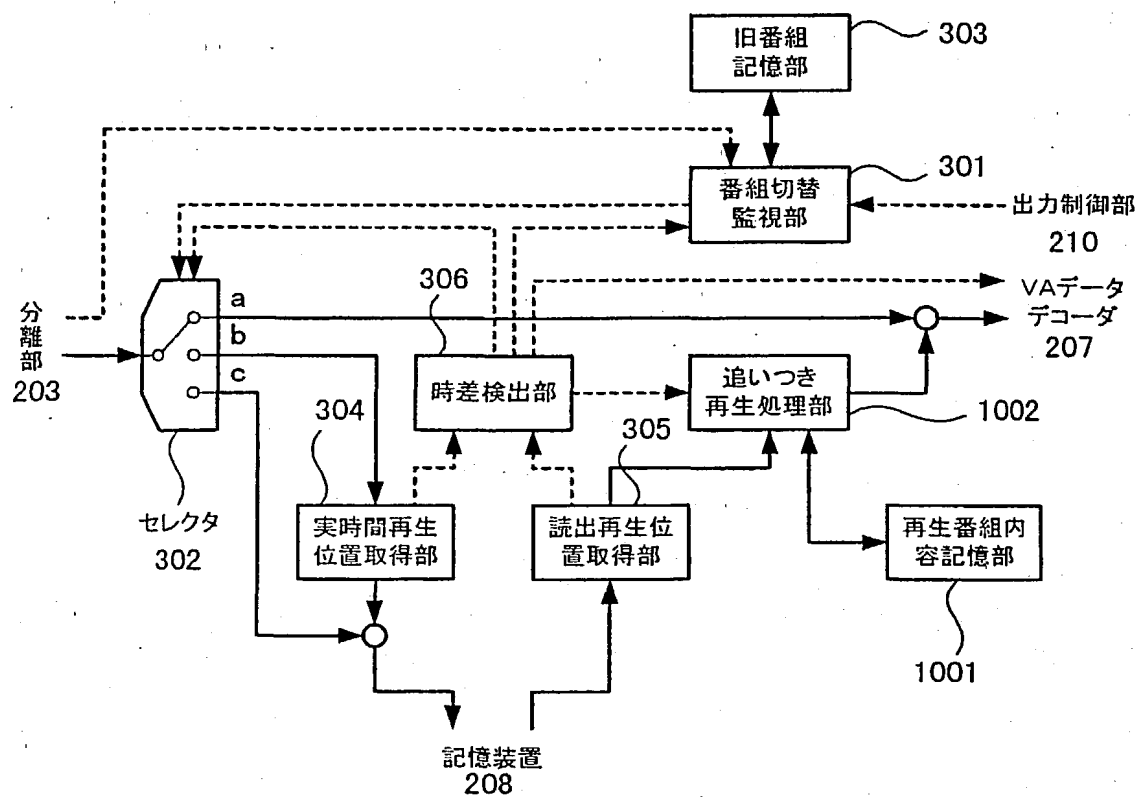 旧番組
記憶部
303
番組切替
監視部
301
出力制御部
210
VAデータ
デコーダ
207
分離部
203
a
b
c
セレクタ
302
306
時差検出部
追いつき
再生処理部
1002
304
実時間再生
位置取得部
305
読出再生位
置取得部
再生番組内
容記憶部
1001
記憶装置
208